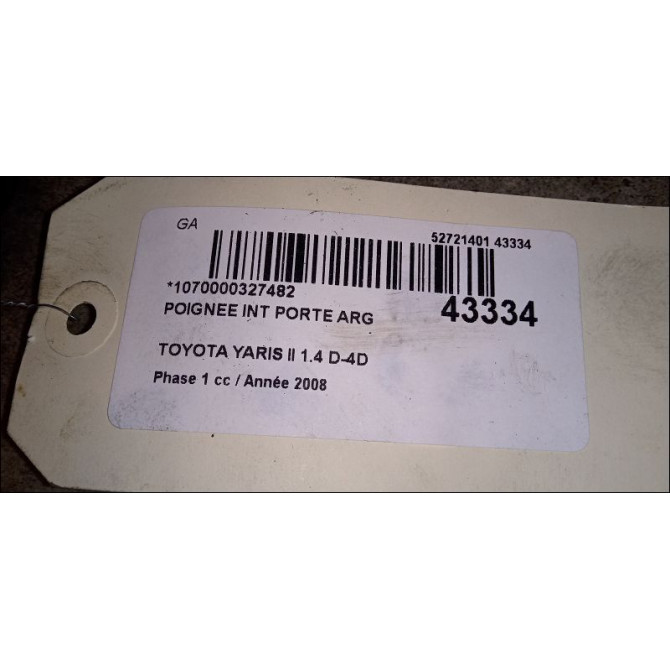 GA
52721401 43334
*1070000327482
POIGNEE INT PORTE ARG
43334
TOYOTA YARIS II 1.4 D-4D
Phase 1 cc / Année 2008